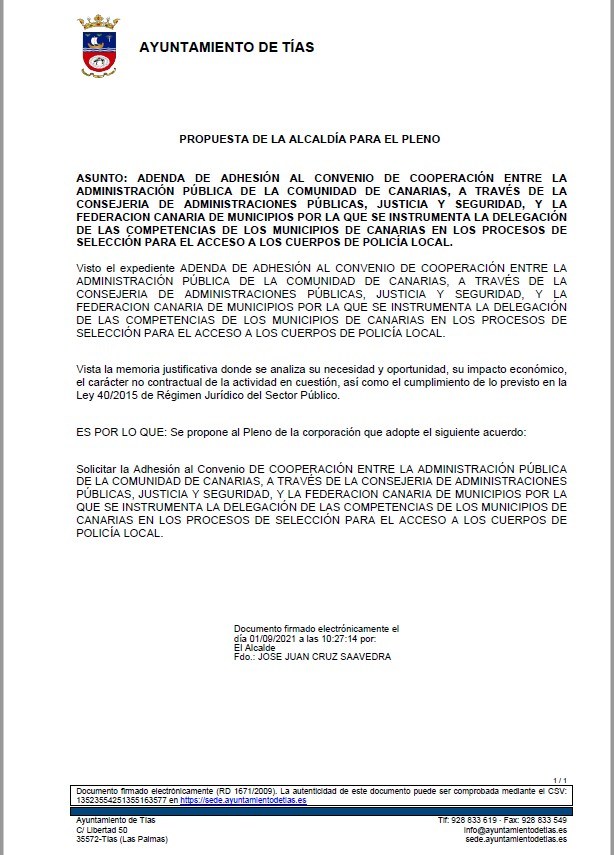 AYUNTAMIENTO DE TÍAS
PROPUESTA DE LA ALCALDÍA PARA EL PLENO
ASUNTO: ADENDA DE ADHESIÓN AL CONVENIO DE COOPERACIÓN ENTRE LA
ADMINISTRACIÓN PÚBLICA DE LA COMUNIDAD DE CANARIAS, A TRAVÉS DE LA
CONSEJERIA DE ADMINISTRACIONES PÚBLICAS, JUSTICIA Y SEGURIDAD, Y LA
FEDERACION CANARIA DE MUNICIPIOS POR LA QUE SE INSTRUMENTA LA DELEGACIÓN
DE LAS COMPETENCIAS DE LOS MUNICIPIOS DE CANARIAS EN LOS PROCESOS DE
SELECCIÓN PARA EL ACCESO A LOS CUERPOS DE POLICÍA LOCAL.
Visto el expediente ADENDA DE ADHESIÓN AL CONVENIO DE COOPERACIÓN ENTRE LA
ADMINISTRACIÓN PÚBLICA DE LA COMUNIDAD DE CANARIAS, A TRAVÉS DE LA
CONSEJERIA DE ADMINISTRACIONES PÚBLICAS, JUSTICIA Y SEGURIDAD, Y LA
FEDERACION CANARIA DE MUNICIPIOS POR LA QUE SE INSTRUMENTA LA DELEGACIÓN
DE LAS COMPETENCIAS DE LOS MUNICIPIOS DE CANARIAS EN LOS PROCESOS DE
SELECCIÓN PARA EL ACCESO A LOS CUERPOS DE POLICÍA LOCAL.
Vista la memoria justificativa donde se analiza su necesidad y oportunidad, su impacto económico,
el carácter no contractual de la actividad en cuestión, así como el cumplimiento de lo previsto en la
Ley 40/2015 de Régimen Jurídico del Sector Público.
ES POR LO QUE: Se propone al Pleno de la corporación que adopte el siguiente acuerdo:
Solicitar la Adhesión al Convenio DE COOPERACIÓN ENTRE LA ADMINISTRACIÓN PÚBLICA
DE LA COMUNIDAD DE CANARIAS, A TRAVÉS DE LA CONSEJERIA DE ADMINISTRACIONES
PÚBLICAS, JUSTICIA Y SEGURIDAD, Y LA FEDERACION CANARIA DE MUNICIPIOS POR LA
QUE SE INSTRUMENTA LA DELEGACIÓN DE LAS COMPETENCIAS DE LOS MUNICIPIOS DE
CANARIAS EN LOS PROCESOS DE SELECCIÓN PARA EL ACCESO A LOS CUERPOS DE
POLICÍA LOCAL.
Documento firmado electrónicamente el
día 01/09/2021 a las 10:27:14 por:
El Alcalde
Fdo.: JOSE JUAN CRUZ SAAVEDRA
1 / 1
Documento firmado electrónicamente (RD 1671/2009). La autenticidad de este documento puede ser comprobada mediante el CSV:
13523554251355163577 en https://sede.ayuntamientodetias.es
Ayuntamiento de Tías
C/ Libertad 50
35572-Tías (Las Palmas)
Tlf: 928 833 619 - Fax: 928 833 549
info@ayuntamientodetias.es
sede.ayuntamientodetias.es